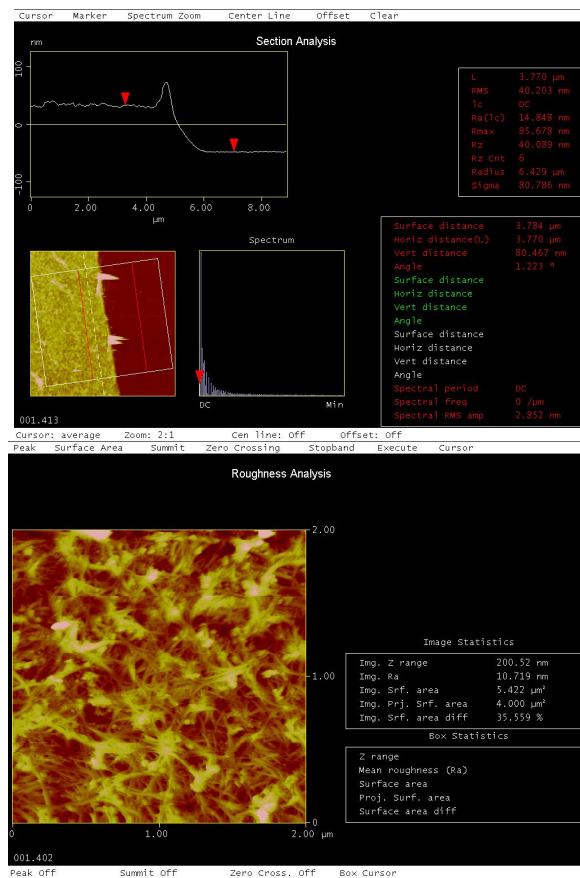 Cursor Marker Spectrum Zoom Center Line Offset Clear
Section Analysis
nm
100
0
-100
0 2.00 4.00 6.00 8.00
µm
L 3.770 µm
RMS 40.203 nm
lc DC
Ra(lc) 14.848 nm
Rmax 85.678 nm
Rz 40.089 nm
Rz Cnt 6
Radius 6.429 µm
Sigma 80.786 nm
Spectrum
DC Min
Surface distance 3.784 µm
Horiz distance(L) 3.770 µm
Vert distance 80.467 nm
Angle 1.223 °
Surface distance
Horiz distance
Vert distance
Angle
Surface distance
Horiz distance
Vert distance
Angle
Spectral period DC
Spectral freq 0 /µm
Spectral RMS amp 2.852 nm
001.413
Cursor: average Zoom: 2:1 Cen line: Off Offset: Off
Peak Surface Area Summit Zero Crossing Stopband Execute Cursor
Roughness Analysis
2.00
1.00
0
0 1.00 2.00 µm
Image Statistics
Img. Z range 200.52 nm
Img. Ra 10.719 nm
Img. Srf. area 5.422 µm²
Img. Prj. Srf. area 4.000 µm²
Img. Srf. area diff 35.559 %
Box Statistics
Z range
Mean roughness (Ra)
Surface area
Proj. Surf. area
Surface area diff
001.402
Peak Off Summit Off Zero Cross. Off Box Cursor